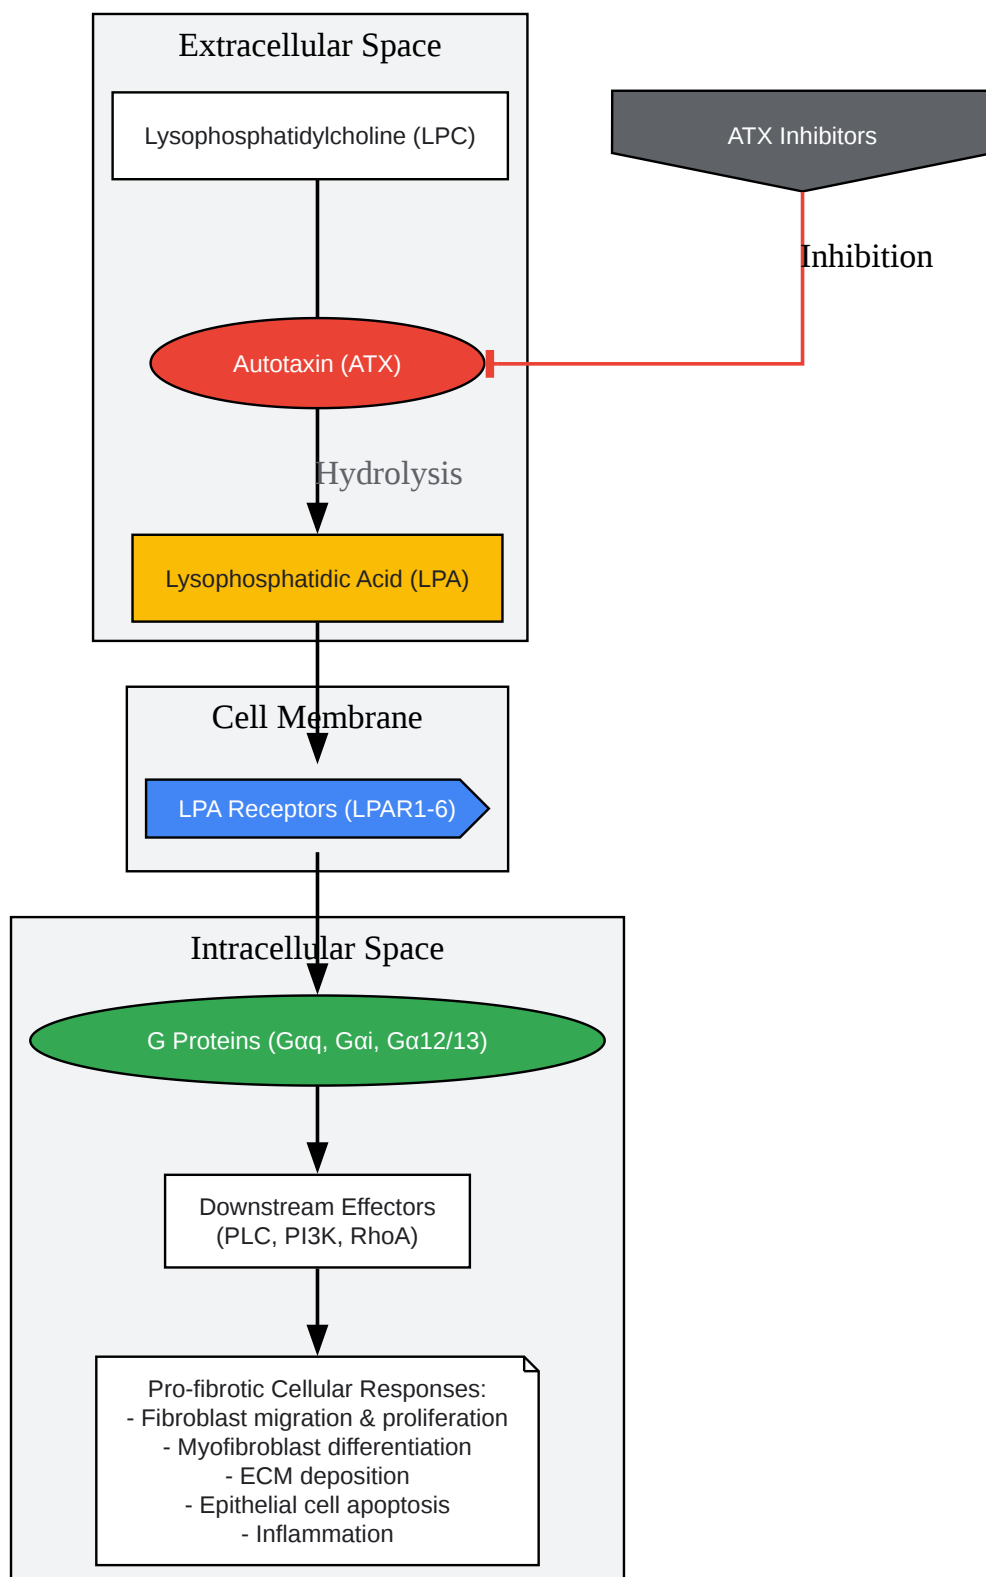 Extracellular Space
Lysophosphatidylcholine (LPC)
ATX Inhibitors
Inhibition
Autotaxin (ATX)
Hydrolysis
Lysophosphatidic Acid (LPA)
Cell Membrane
LPA Receptors (LPAR1-6)
Intracellular Space
G Proteins (Gαq, Gαi, Gα12/13)
Downstream Effectors
(PLC, PI3K, RhoA)
Pro-fibrotic Cellular Responses:
- Fibroblast migration & proliferation
- Myofibroblast differentiation
- ECM deposition
- Epithelial cell apoptosis
- Inflammation